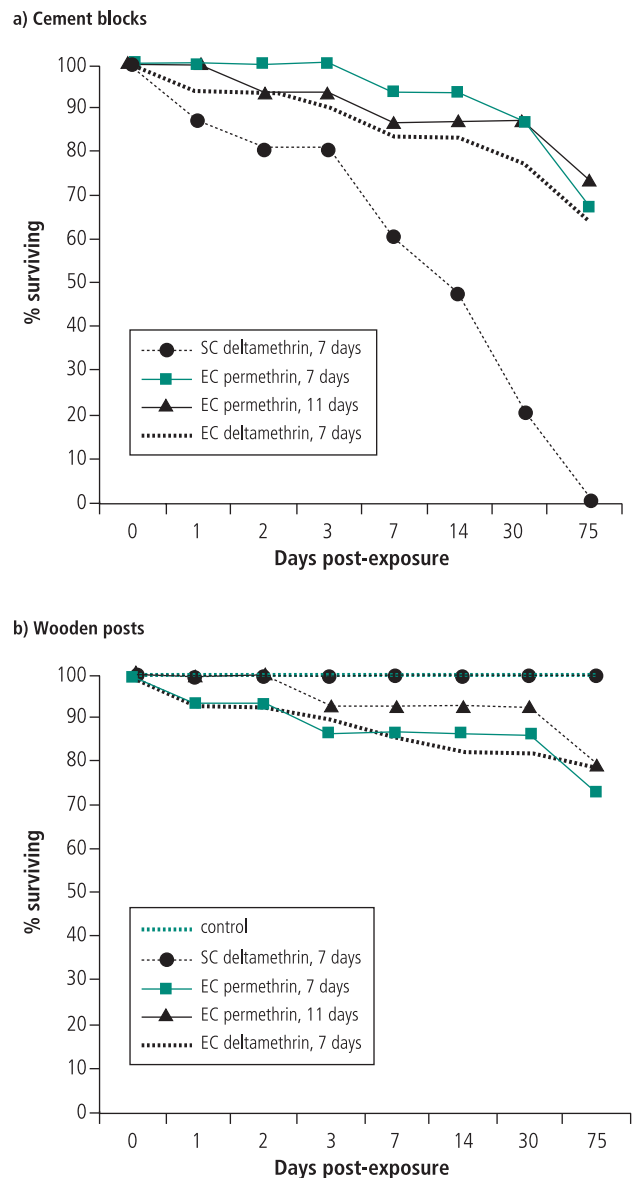 a) Cement blocks
100
90
80
70
60
50
40
30
20
10
0
% surviving
SC deltamethrin, 7 days
EC permethrin, 7 days
EC permethrin, 11 days
EC deltamethrin, 7 days
0 1 2 3 7 14 30 75
Days post-exposure
b) Wooden posts
100
90
80
70
60
50
40
30
20
10
0
% surviving
control
SC deltamethrin, 7 days
EC permethrin, 7 days
EC permethrin, 11 days
EC deltamethrin, 7 days
0 1 2 3 7 14 30 75
Days post-exposure